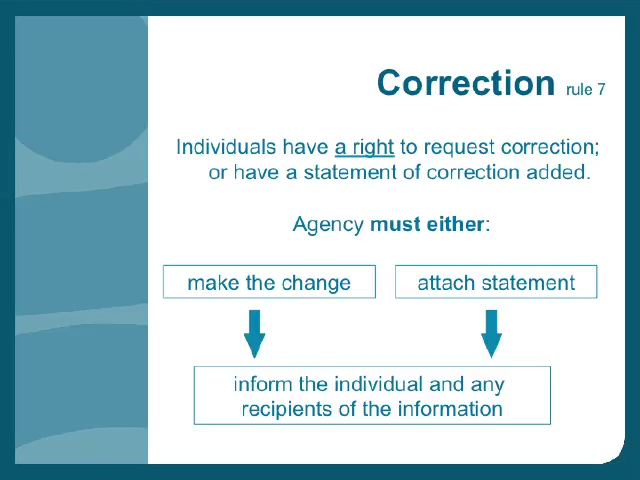 Correction rule 7
Individuals have a right to request correction;
or have a statement of correction added.
Agency must either:
make the change
attach statement
inform the individual and any
recipients of the information